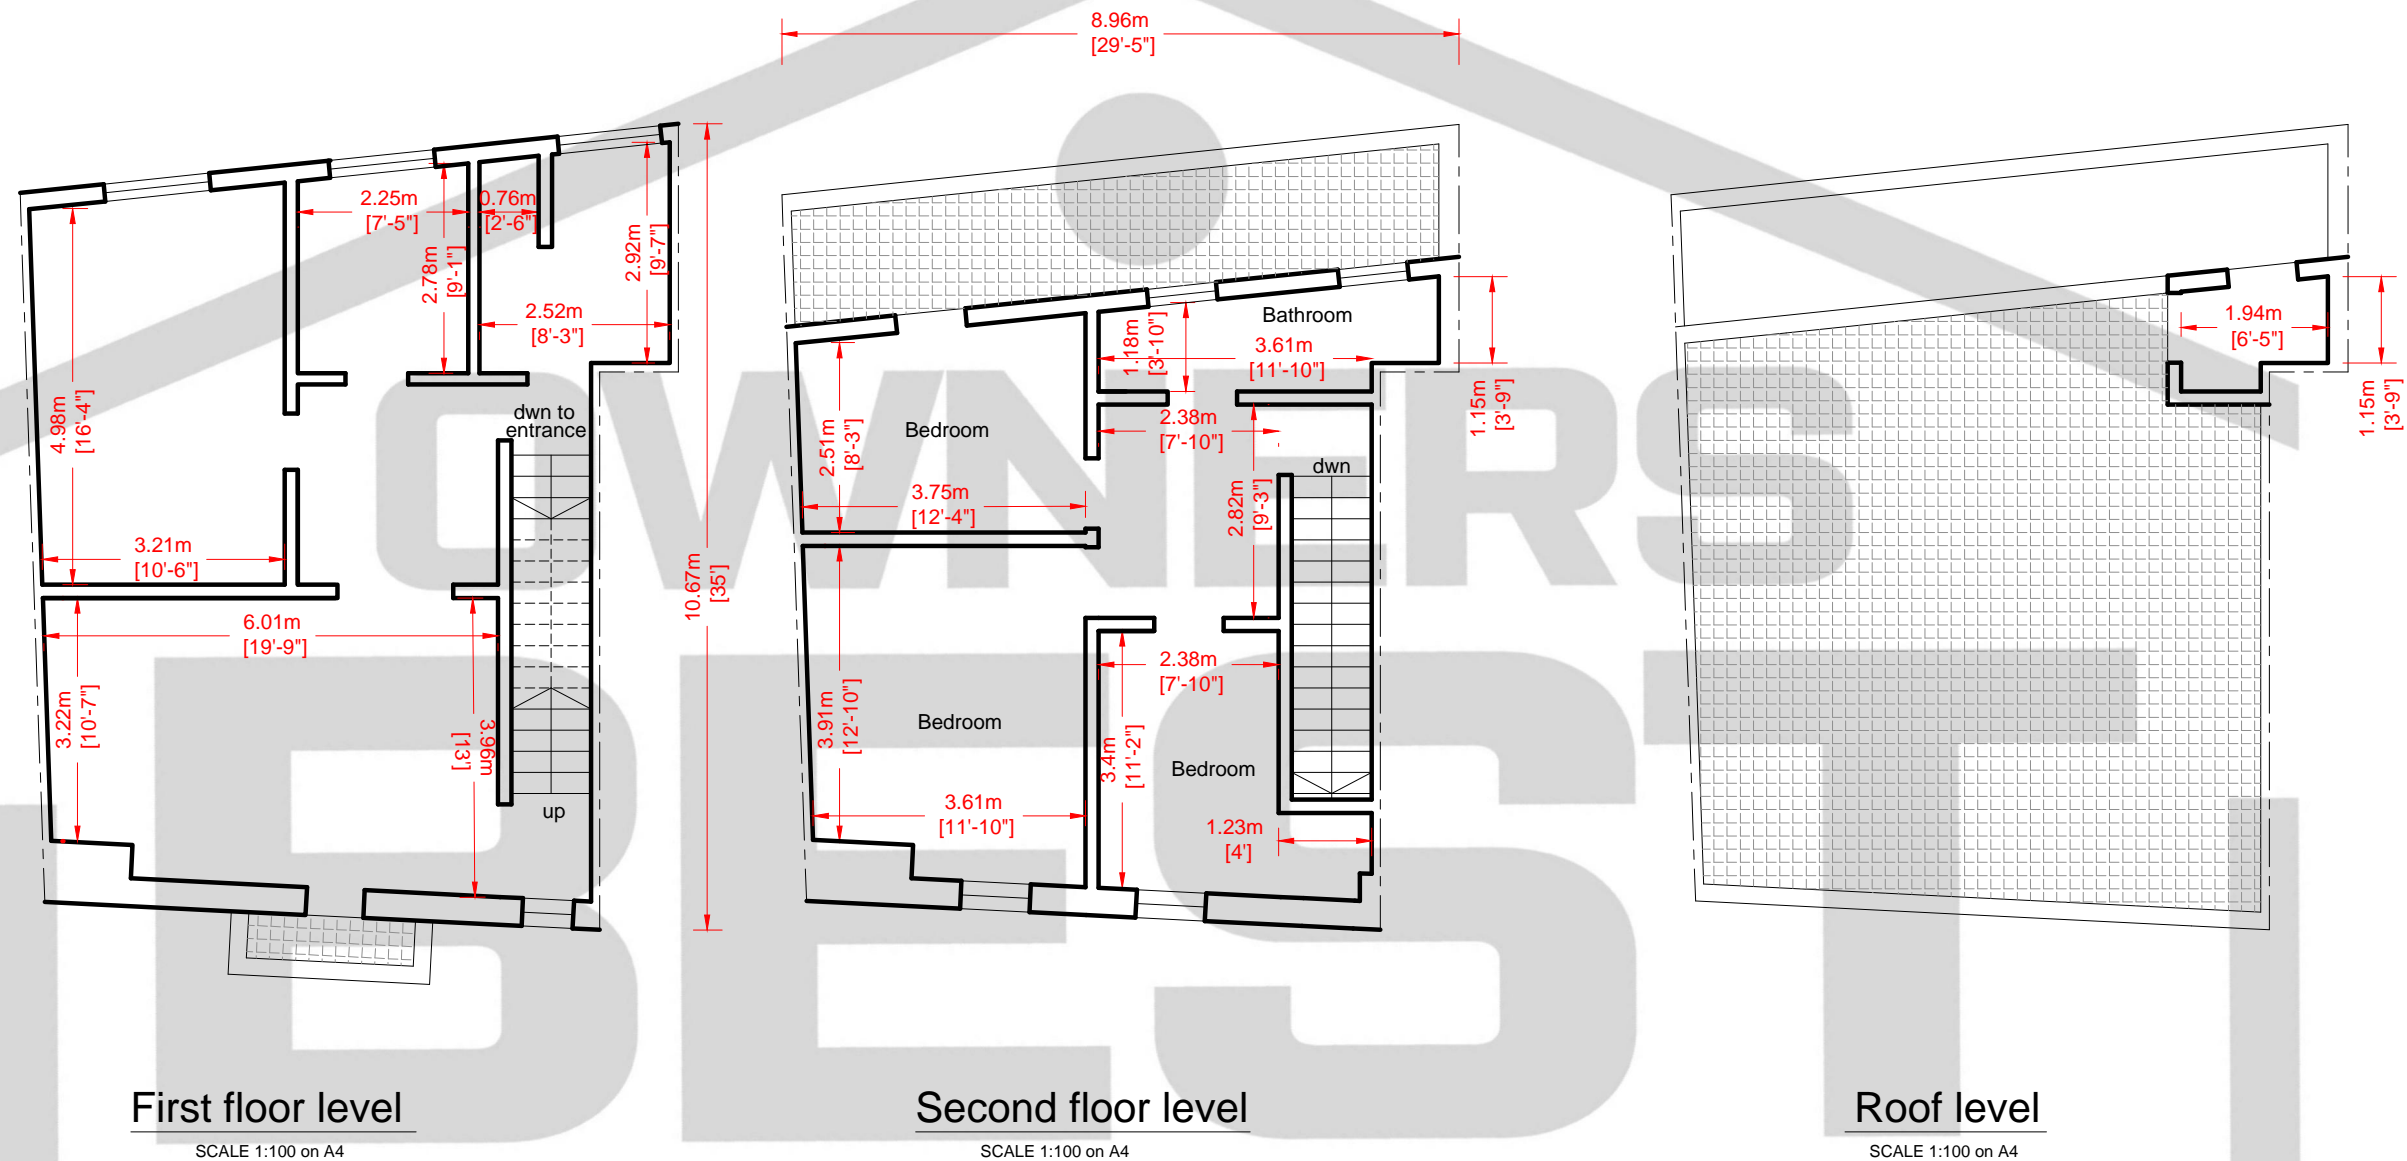 8.96m
[29'-5"]
2.25m
[7'-5"]
0.76m
[2'-6"]
2.78m
[9'-1"]
2.92m
[9'-7"]
2.52m
[8'-3"]
4.98m
[16'-4"]
dwn to
entrance
3.21m
[10'-6"]
10.67m
[35']
6.01m
[19'-9"]
3.22m
[10'-7"]
3.96m
[13']
up
First floor level
SCALE 1:100 on A4
Bathroom
1.18m
[3'-10"]
3.61m
[11'-10"]
1.15m
[3'-9"]
2.38m
[7'-10"]
Bedroom
2.51m
[8'-3"]
3.75m
[12'-4"]
dwn
2.82m
[9'-3"]
2.38m
[7'-10"]
3.91m
[12'-10"]
Bedroom
3.4m
[11'-2"]
Bedroom
3.61m
[11'-10"]
1.23m
[4']
Second floor level
SCALE 1:100 on A4
1.94m
[6'-5"]
1.15m
[3'-9"]
Roof level
SCALE 1:100 on A4
OWNERS
BEST